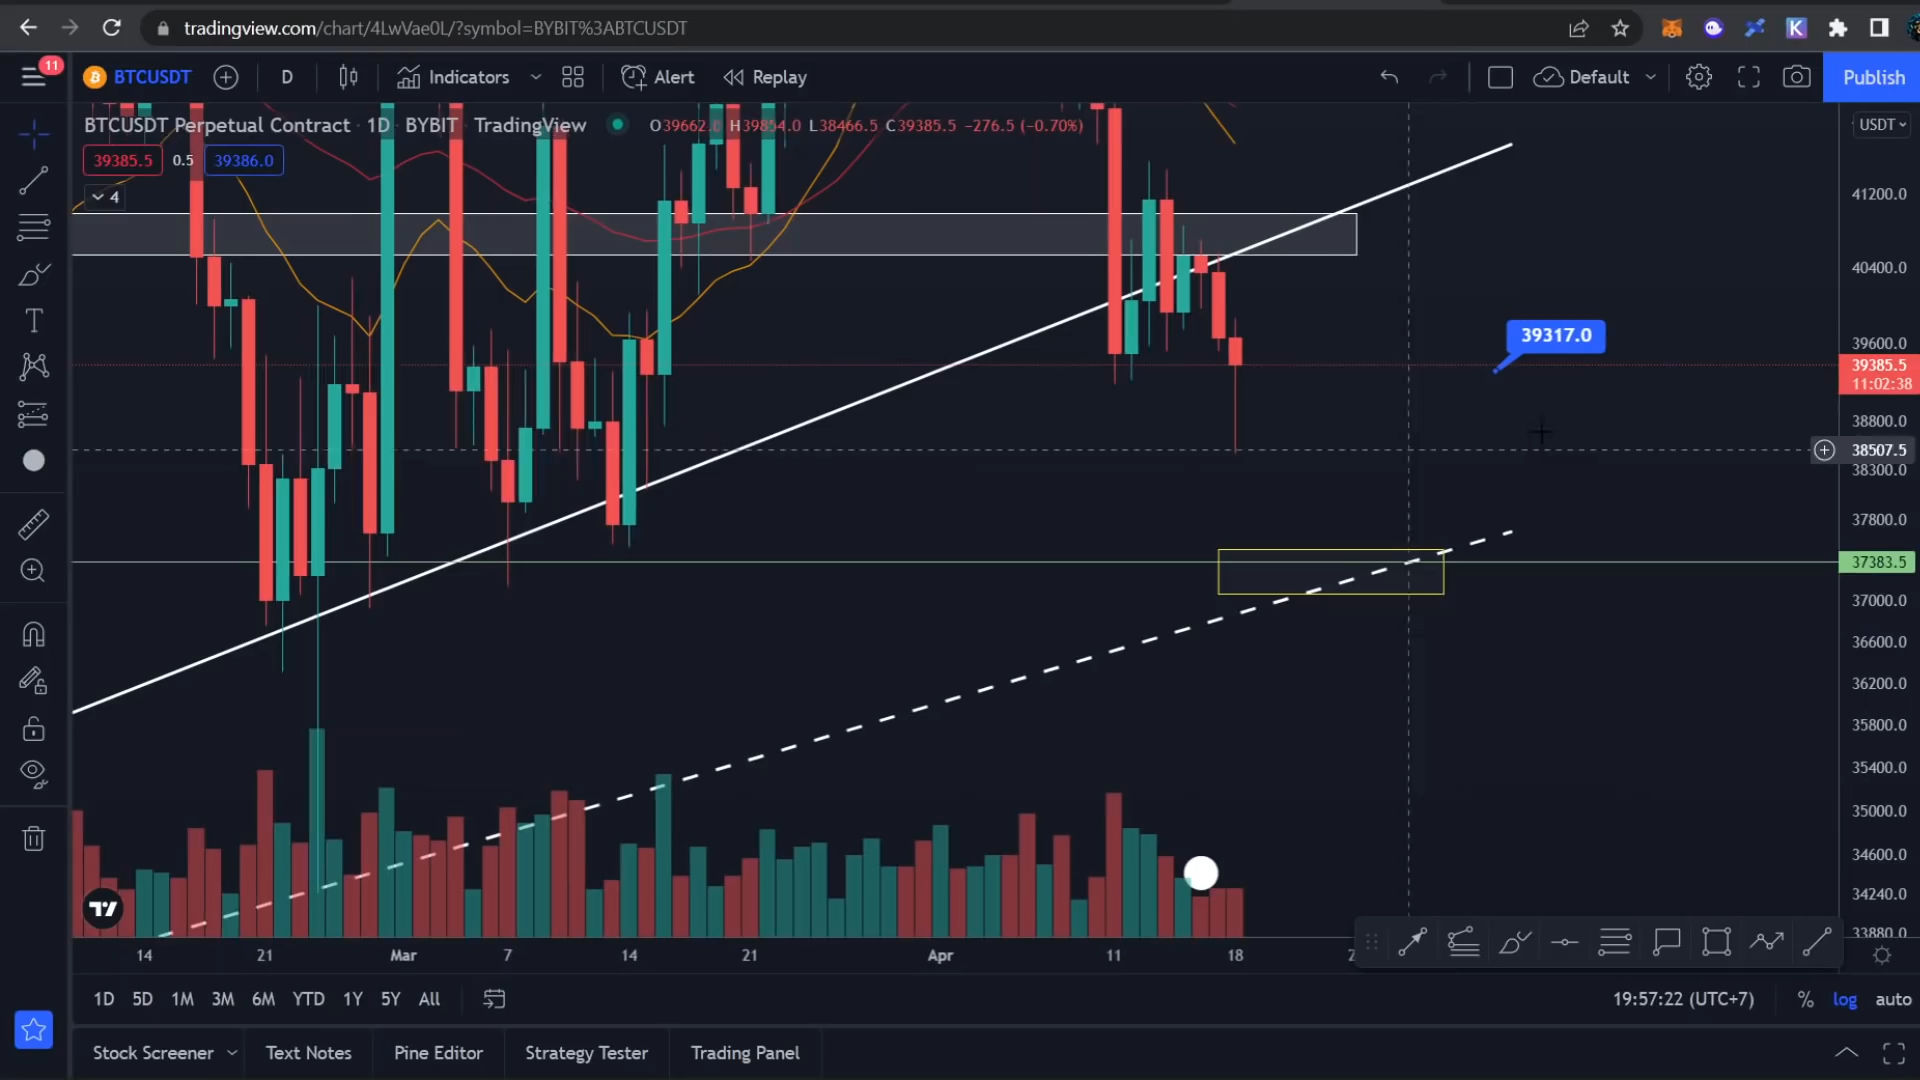 tradingview.com/chart/4LwVae0L/?symbol=BYBIT%3ABTCUSDT
11 BTCUSDT D Indicators Alert Replay Default Publish
BTCUSDT Perpetual Contract · 1D · BYBIT · TradingView O39662.0 H39854.0 L38466.5 C39385.5 −276.5 (−0.70%)
USDT
39385.5 0.5 39386.0
4
41200.0
40400.0
39317.0
39600.0
39385.5
11:02:38
38800.0
38507.5
38300.0
37800.0
37383.5
37000.0
36600.0
36200.0
35800.0
35400.0
35000.0
34600.0
34240.0
33880.0
14 21 Mar 7 14 21 Apr 11 18
1D 5D 1M 3M 6M YTD 1Y 5Y All 19:57:22 (UTC+7) % log auto
Stock Screener Text Notes Pine Editor Strategy Tester Trading Panel